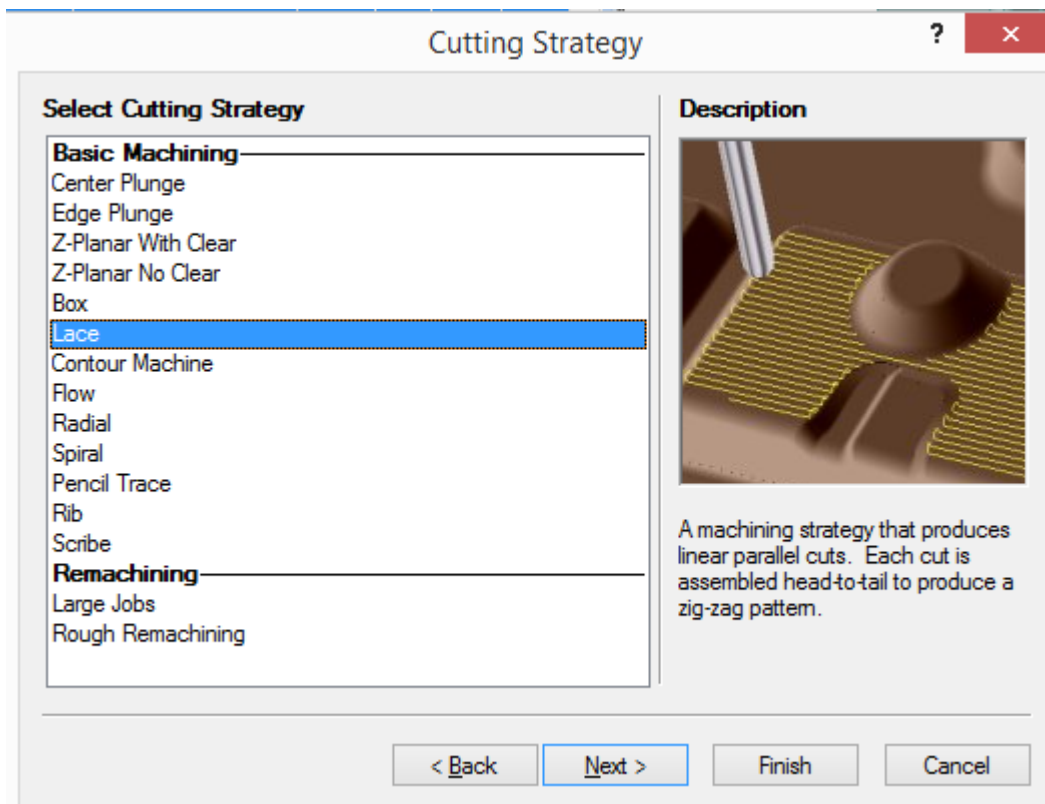 Cutting Strategy
?
Select Cutting Strategy
Basic Machining
Center Plunge
Edge Plunge
Z-Planar With Clear
Z-Planar No Clear
Box
Lace
Contour Machine
Flow
Radial
Spiral
Pencil Trace
Rib
Scribe
Remachining
Large Jobs
Rough Remachining
Description
A machining strategy that produces
linear parallel cuts. Each cut is
assembled head-to-tail to produce a
zig-zag pattern.
< Back
Next >
Finish
Cancel